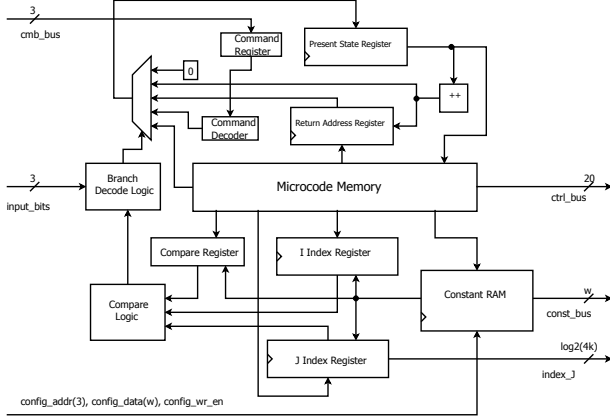 3
cmb_bus
Command
Register
Present State Register
0
++
Command
Decoder
Return Address Register
3
input_bits
Branch
Decode Logic
Microcode Memory
20
ctrl_bus
Compare Register
I Index Register
Compare
Logic
Constant RAM
w
const_bus
J Index Register
log2(4k)
index_J
config_addr(3), config_data(w), config_wr_en